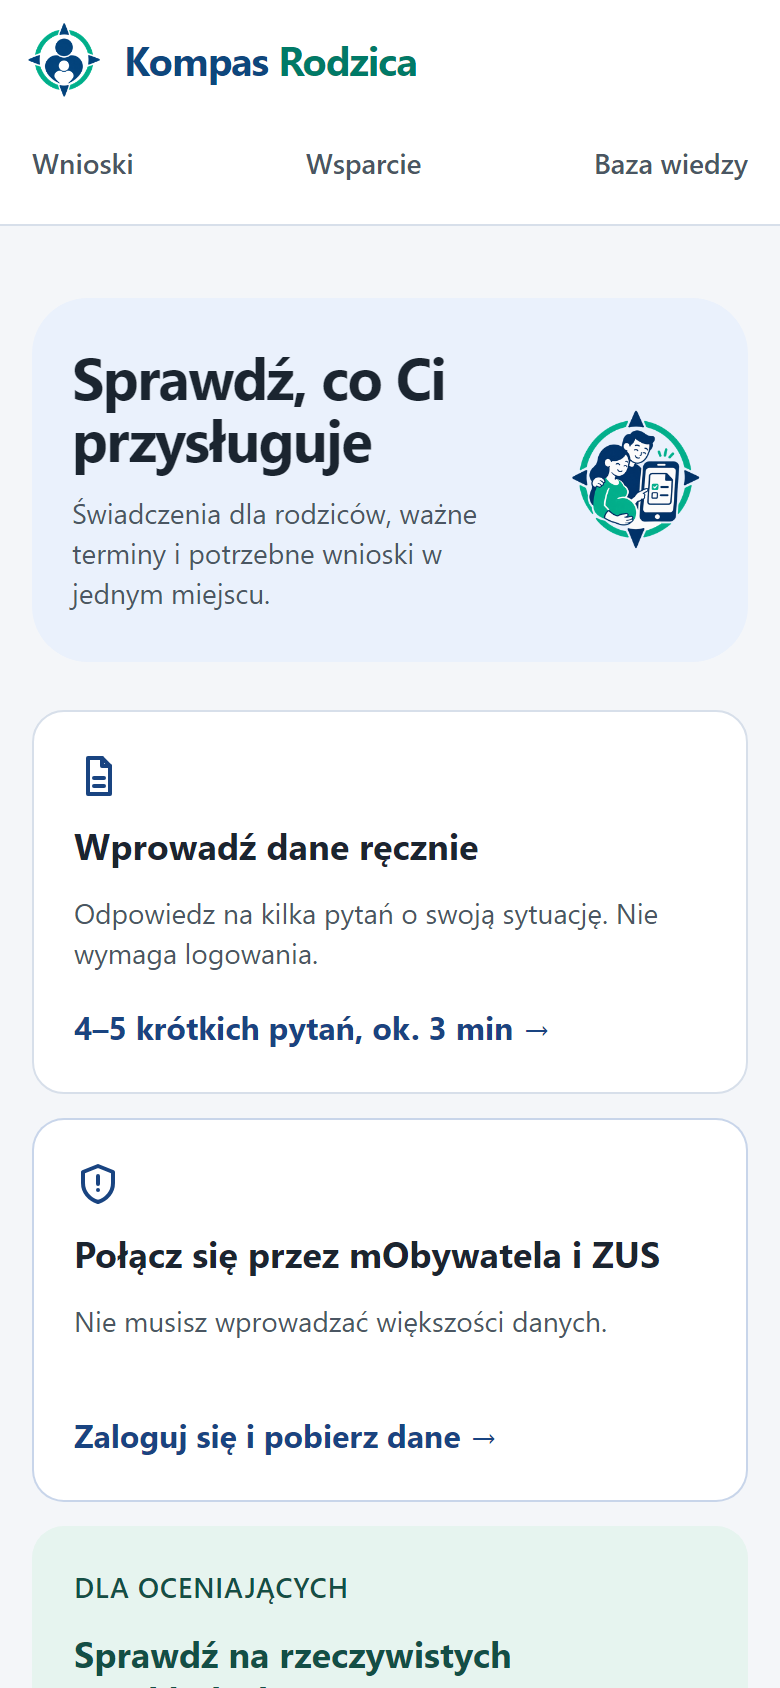 Kompas Rodzica
Wnioski
Wsparcie
Baza wiedzy
Sprawdź, co Ci
przysługuje
Świadczenia dla rodziców, ważne
terminy i potrzebne wnioski w
jednym miejscu.
Wprowadź dane ręcznie
Odpowiedz na kilka pytań o swoją sytuację. Nie
wymaga logowania.
4–5 krótkich pytań, ok. 3 min →
Połącz się przez mObywatela i ZUS
Nie musisz wprowadzać większości danych.
Zaloguj się i pobierz dane →
DLA OCENIAJĄCYCH
Sprawdź na rzeczywistych